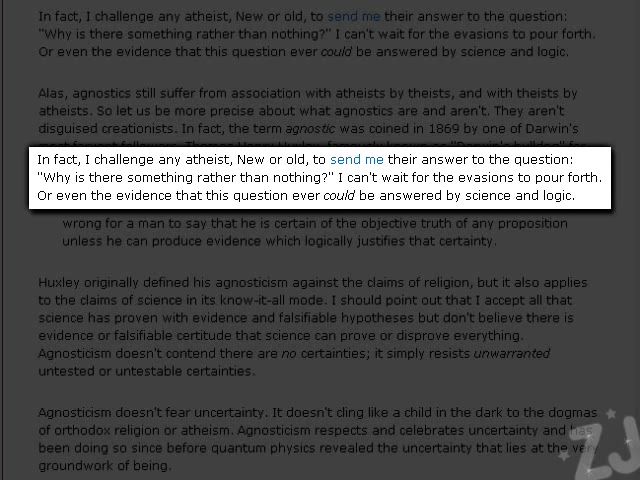 In fact, I challenge any atheist, New or old, to send me their answer to the question:
"Why is there something rather than nothing?" I can't wait for the evasions to pour forth.
Or even the evidence that this question ever could be answered by science and logic.
Alas, agnostics still suffer from association with atheists by theists, and with theists by
atheists. So let us be more precise about what agnostics are and aren't. They aren't
disguised creationists. In fact, the term agnostic was coined in 1869 by one of Darwin's
In fact, I challenge any atheist, New or old, to send me their answer to the question:
"Why is there something rather than nothing?" I can't wait for the evasions to pour forth.
Or even the evidence that this question ever could be answered by science and logic.
wrong for a man to say that he is certain of the objective truth of any proposition
unless he can produce evidence which logically justifies that certainty.
Huxley originally defined his agnosticism against the claims of religion, but it also applies
to the claims of science in its know-it-all mode. I should point out that I accept all that
science has proven with evidence and falsifiable hypotheses but don't believe there is
evidence or falsifiable certitude that science can prove or disprove everything.
Agnosticism doesn't contend there are no certainties; it simply resists unwarranted
untested or untestable certainties.
Agnosticism doesn't fear uncertainty. It doesn't cling like a child in the dark to the dogmas
of orthodox religion or atheism. Agnosticism respects and celebrates uncertainty and has
been doing so since before quantum physics revealed the uncertainty that lies at the very
groundwork of being.
ZJ